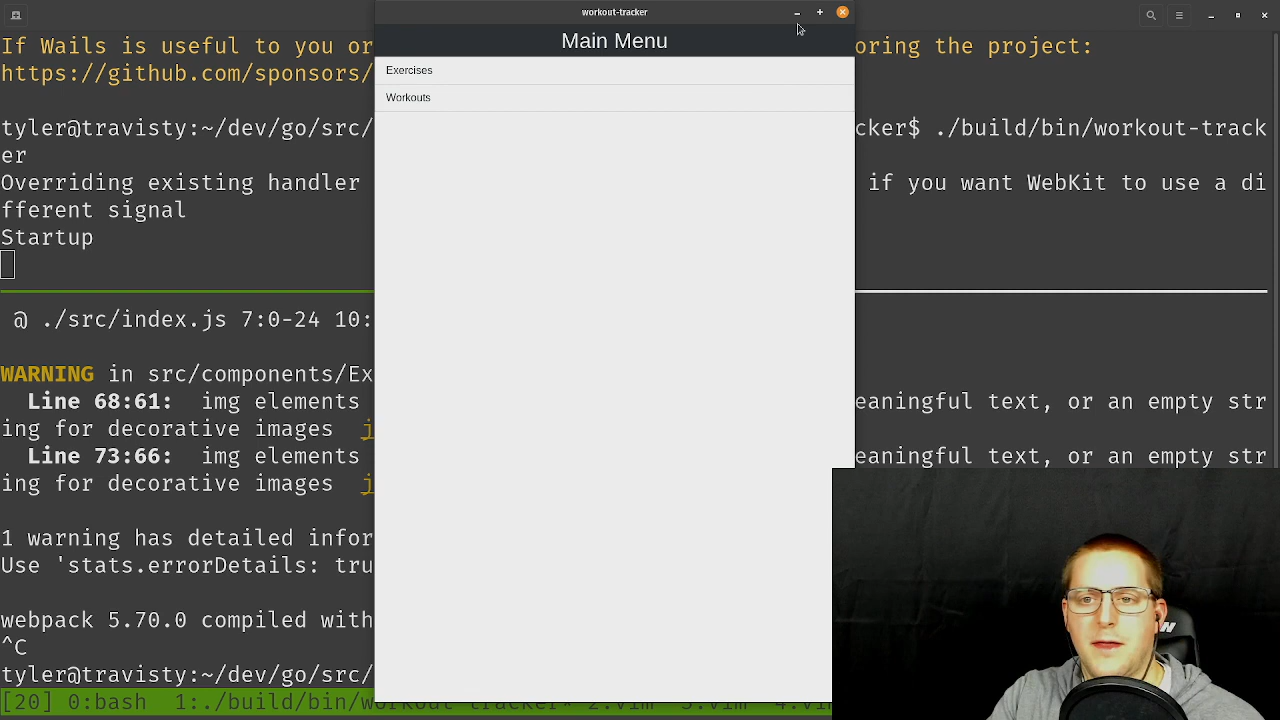 workout-tracker
Main Menu
Exercises
Workouts
If Wails is useful to you or
oring the project:
https://github.com/sponsors/
tyler@travisty:~/dev/go/src/
cker$ ./build/bin/workout-track
er
Overriding existing handler
if you want WebKit to use a di
fferent signal
Startup
@ ./src/index.js 7:0-24 10:
WARNING in src/components/Ex
Line 68:61: img elements
eaningful text, or an empty str
ing for decorative images j
Line 73:66: img elements
eaningful text, or an empty str
ing for decorative images j
1 warning has detailed infor
Use 'stats.errorDetails: tru
webpack 5.70.0 compiled with
^C
tyler@travisty:~/dev/go/src/
[20] 0:bash 1:./build/bin/workout-tracker* 2:vim 3:vim 4:vi